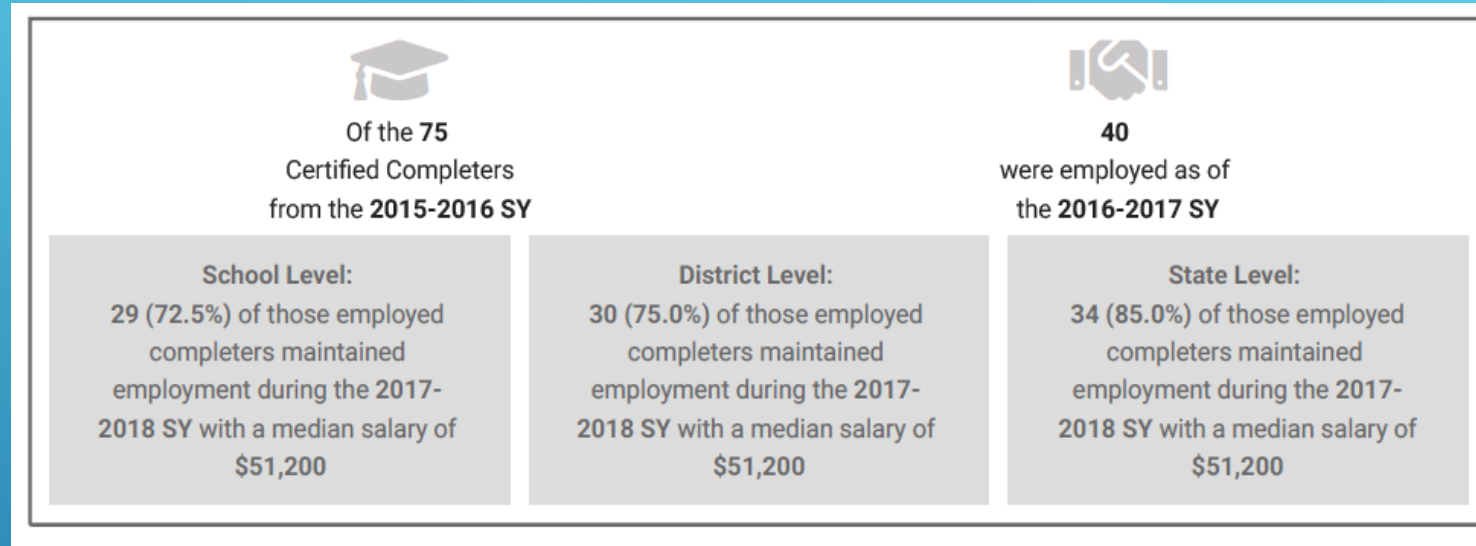 Of the 75
Certified Completers
from the 2015-2016 SY
40
were employed as of
the 2016-2017 SY
School Level:
29 (72.5%) of those employed
completers maintained
employment during the 2017-
2018 SY with a median salary of
$51,200
District Level:
30 (75.0%) of those employed
completers maintained
employment during the 2017-
2018 SY with a median salary of
$51,200
State Level:
34 (85.0%) of those employed
completers maintained
employment during the 2017-
2018 SY with a median salary of
$51,200